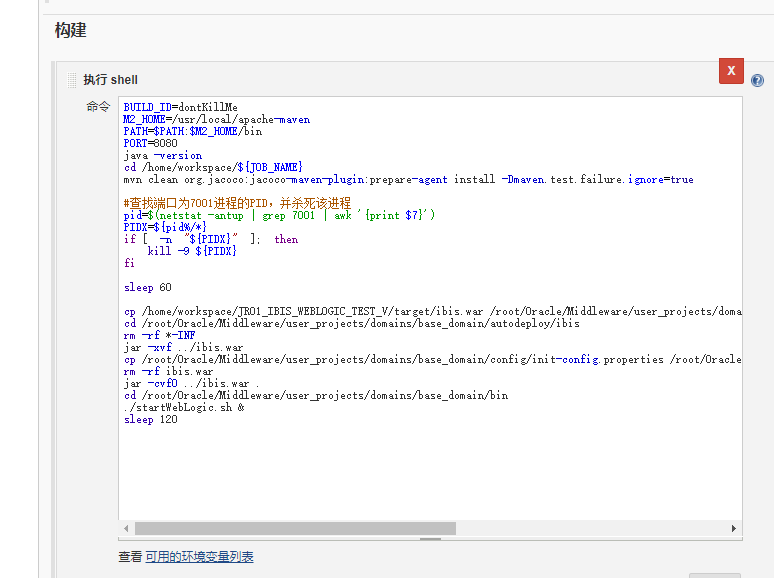 构建
执行 shell
X
命令
BUILD_ID=dontKillMe
M2_HOME=/usr/local/apache-maven
PATH=$PATH:$M2_HOME/bin
PORT=8080
java -version
cd /home/workspace/${JOB_NAME}
mvn clean org.jacoco:jacoco-maven-plugin:prepare-agent install -Dmaven.test.failure.ignore=true
#查找端口为7001进程的PID，并杀死该进程
pid=$(netstat -antup | grep 7001 | awk '{print $7}')
PIDX=${pid%/*}
if [  -n  "${PIDX}"  ];  then
    kill -9 ${PIDX}
fi
sleep 60
cp /home/workspace/JR01_IBIS_WEBLOGIC_TEST_V/target/ibis.war /root/Oracle/Middleware/user_projects/doma
cd /root/Oracle/Middleware/user_projects/domains/base_domain/autodeploy/ibis
rm -rf *-INF
jar -xvf ../ibis.war
cp /root/Oracle/Middleware/user_projects/domains/base_domain/config/init-config.properties /root/Oracle
rm -rf ibis.war
jar -cvf0 ../ibis.war .
cd /root/Oracle/Middleware/user_projects/domains/base_domain/bin
./startWebLogic.sh &
sleep 120
查看 可用的环境变量列表